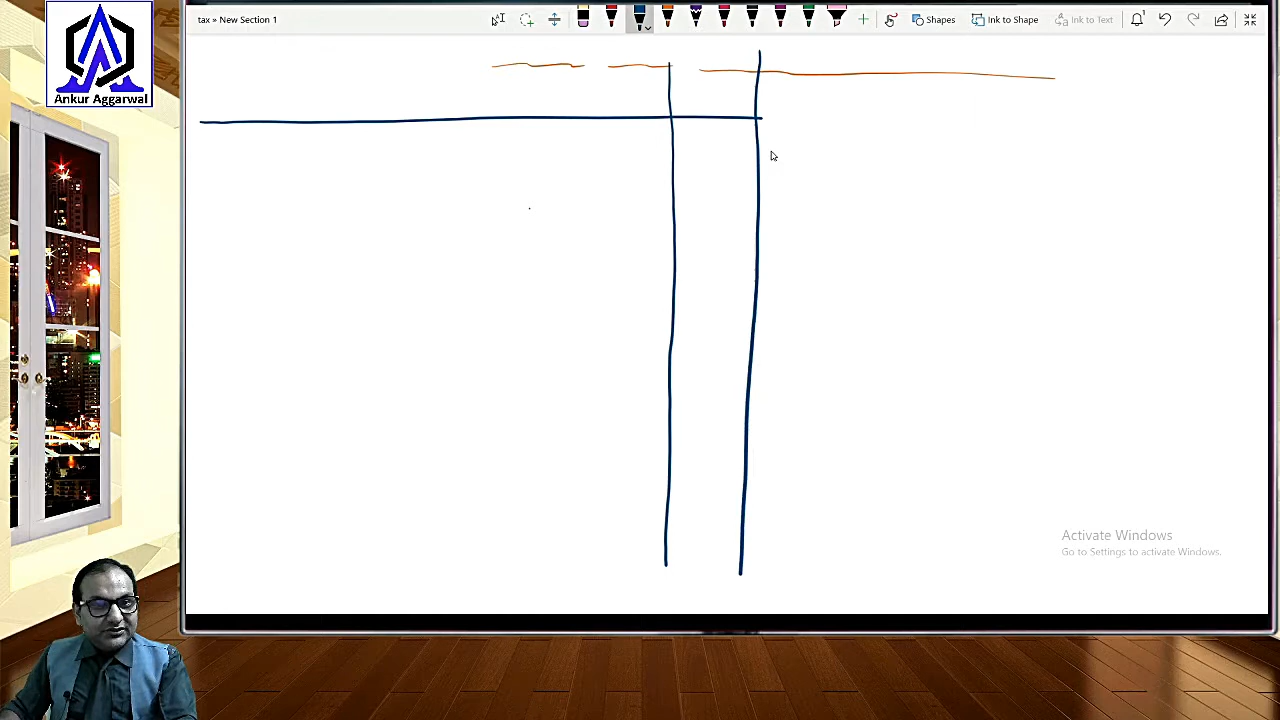 tax » New Section 1
Shapes
Ink to Shape
Ink to Text
Ankur Aggarwal
Activate Windows
Go to Settings to activate Windows.